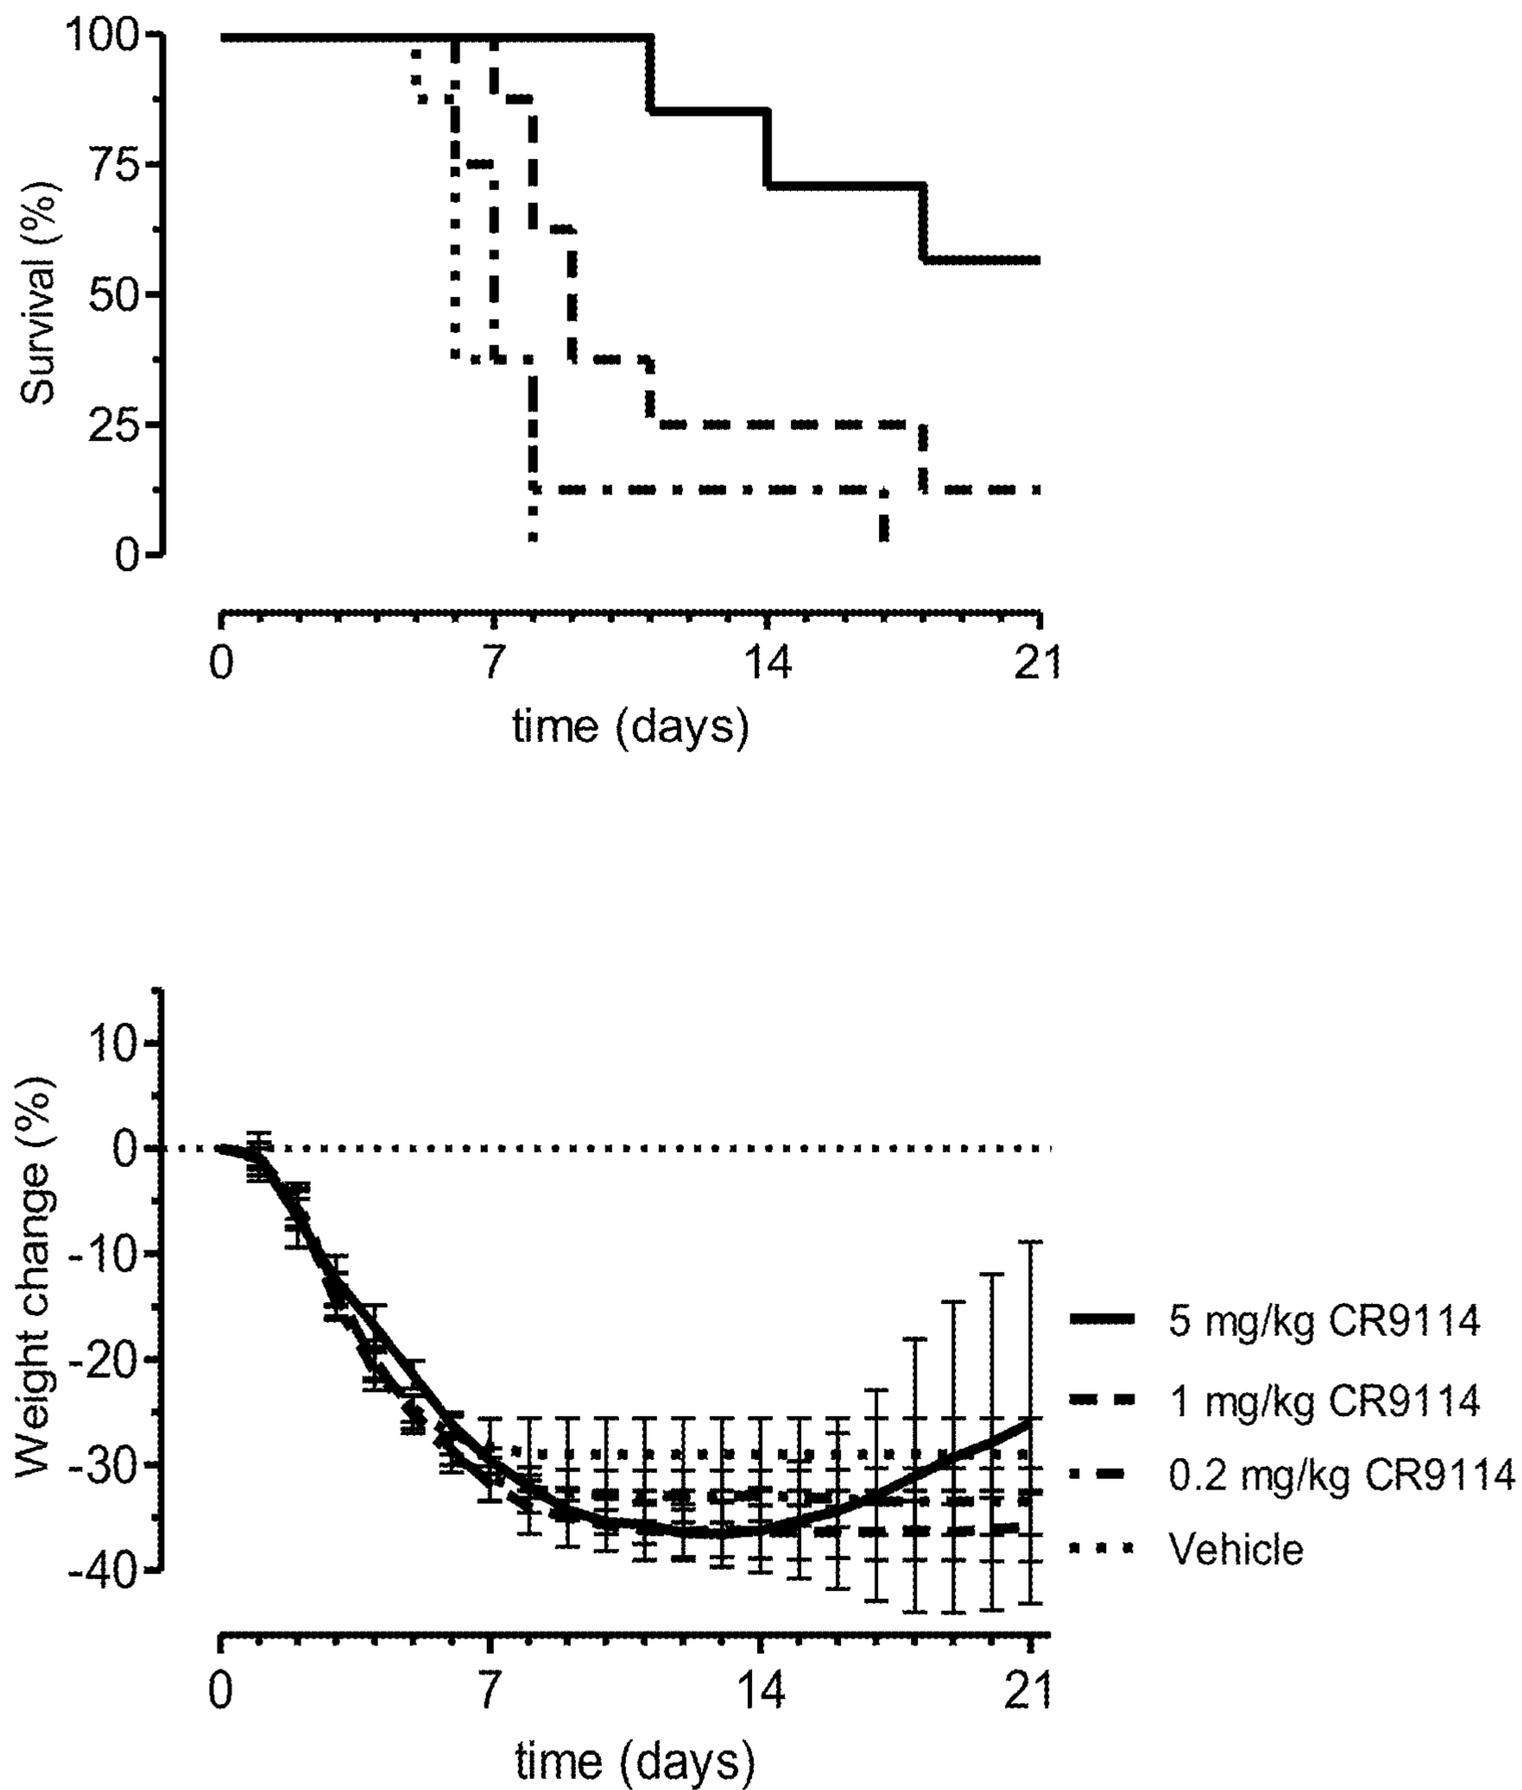 100
75
50
25
0
Survival (%)
0 7 14 21
time (days)
10
0
-10
-20
-30
-40
Weight change (%)
5 mg/kg CR9114
1 mg/kg CR9114
0.2 mg/kg CR9114
Vehicle
0 7 14 21
time (days)